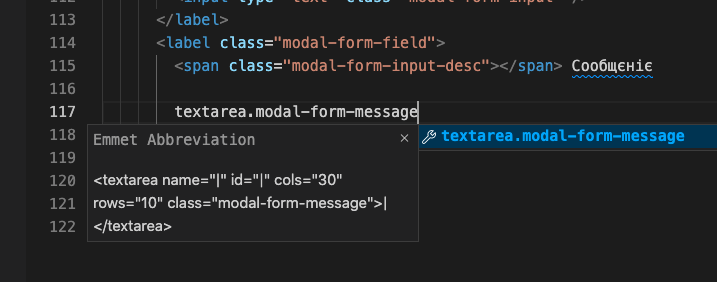 113 </label>
114 <label class="modal-form-field">
115 <span class="modal-form-input-desc"></span> Сообщєніє
116
117 textarea.modal-form-message
118
119
120
121
122
Emmet Abbreviation ×
<textarea name="|" id="|" cols="30"
rows="10" class="modal-form-message">|
</textarea>
textarea.modal-form-message